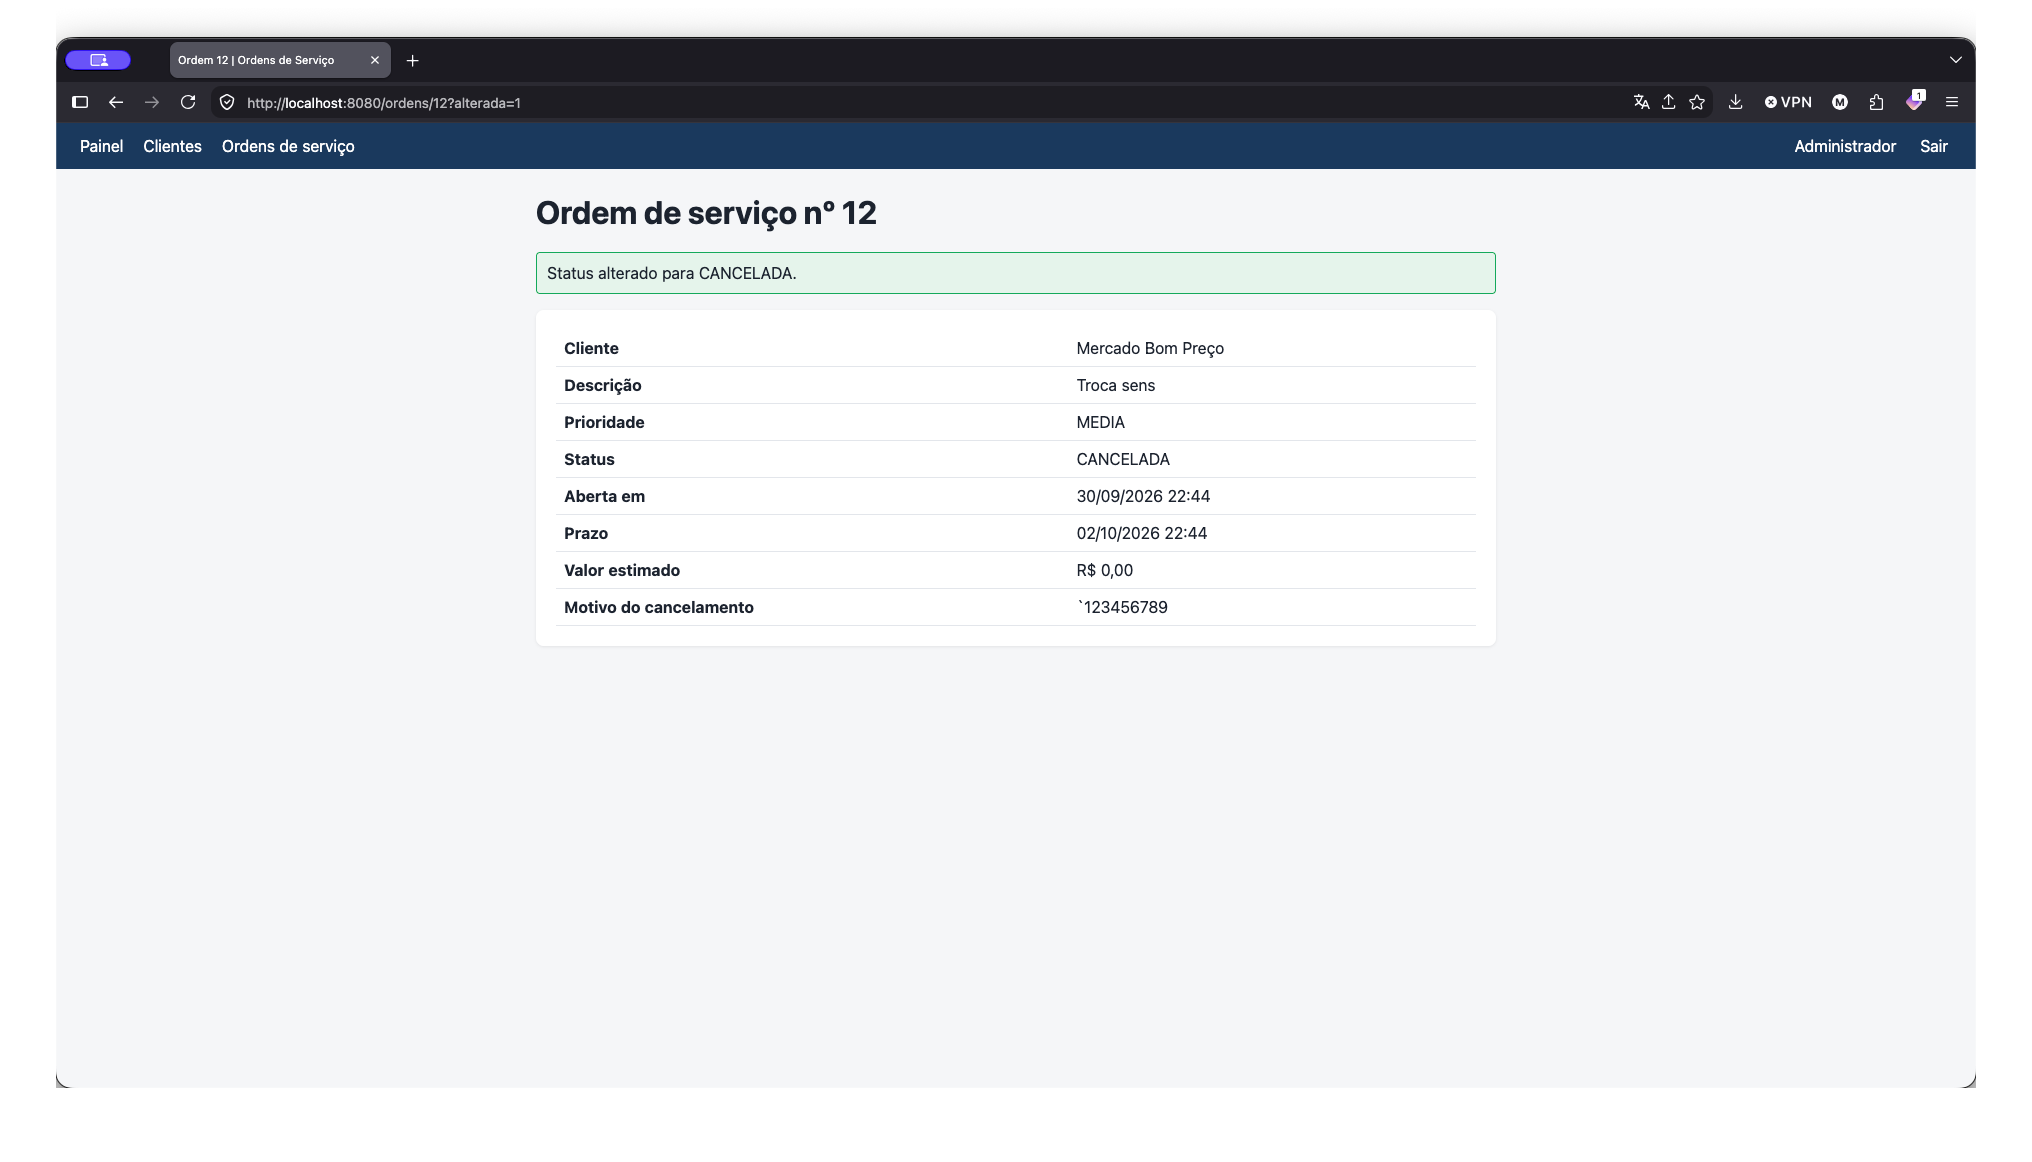 Ordem 12 | Ordens de Serviço
http://localhost:8080/ordens/12?alterada=1
VPN
M
1
Painel Clientes Ordens de serviço Administrador Sair
Ordem de serviço nº 12
Status alterado para CANCELADA.
Cliente Mercado Bom Preço
Descrição Troca sens
Prioridade MEDIA
Status CANCELADA
Aberta em 30/09/2026 22:44
Prazo 02/10/2026 22:44
Valor estimado R$ 0,00
Motivo do cancelamento `123456789